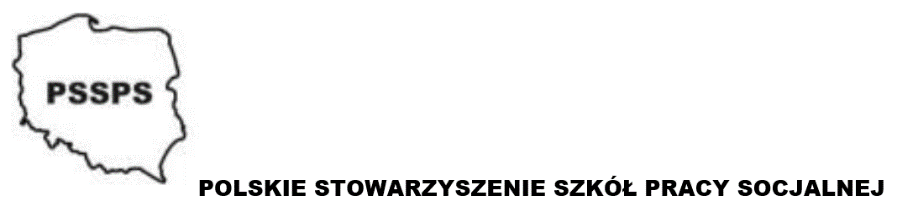 PSSPS
POLSKIE STOWARZYSZENIE SZKÓŁ PRACY SOCJALNEJ